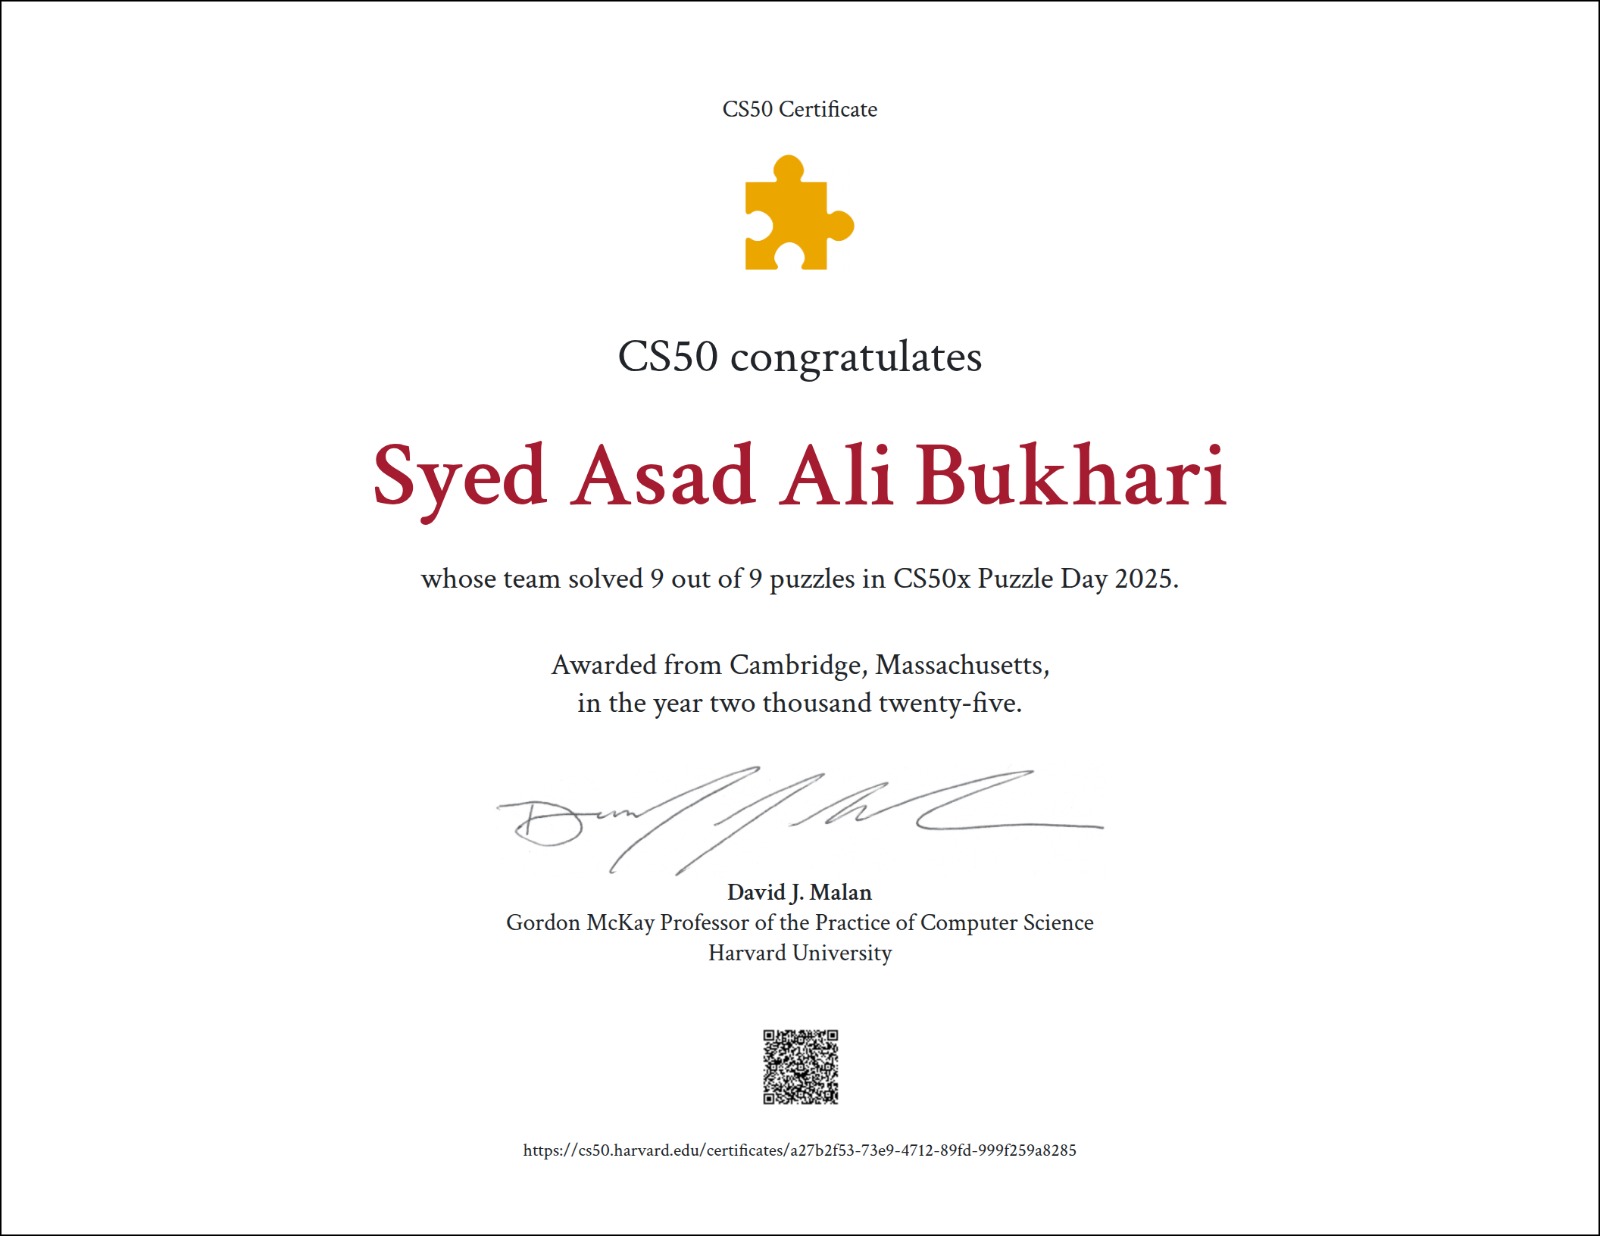 CS50 Certificate
CS50 congratulates
Syed Asad Ali Bukhari
whose team solved 9 out of 9 puzzles in CS50x Puzzle Day 2025.
Awarded from Cambridge, Massachusetts,
in the year two thousand twenty-five.
David J. Malan
Gordon McKay Professor of the Practice of Computer Science
Harvard University
https://cs50.harvard.edu/certificates/a27b2f53-73e9-4712-89fd-999f259a8285